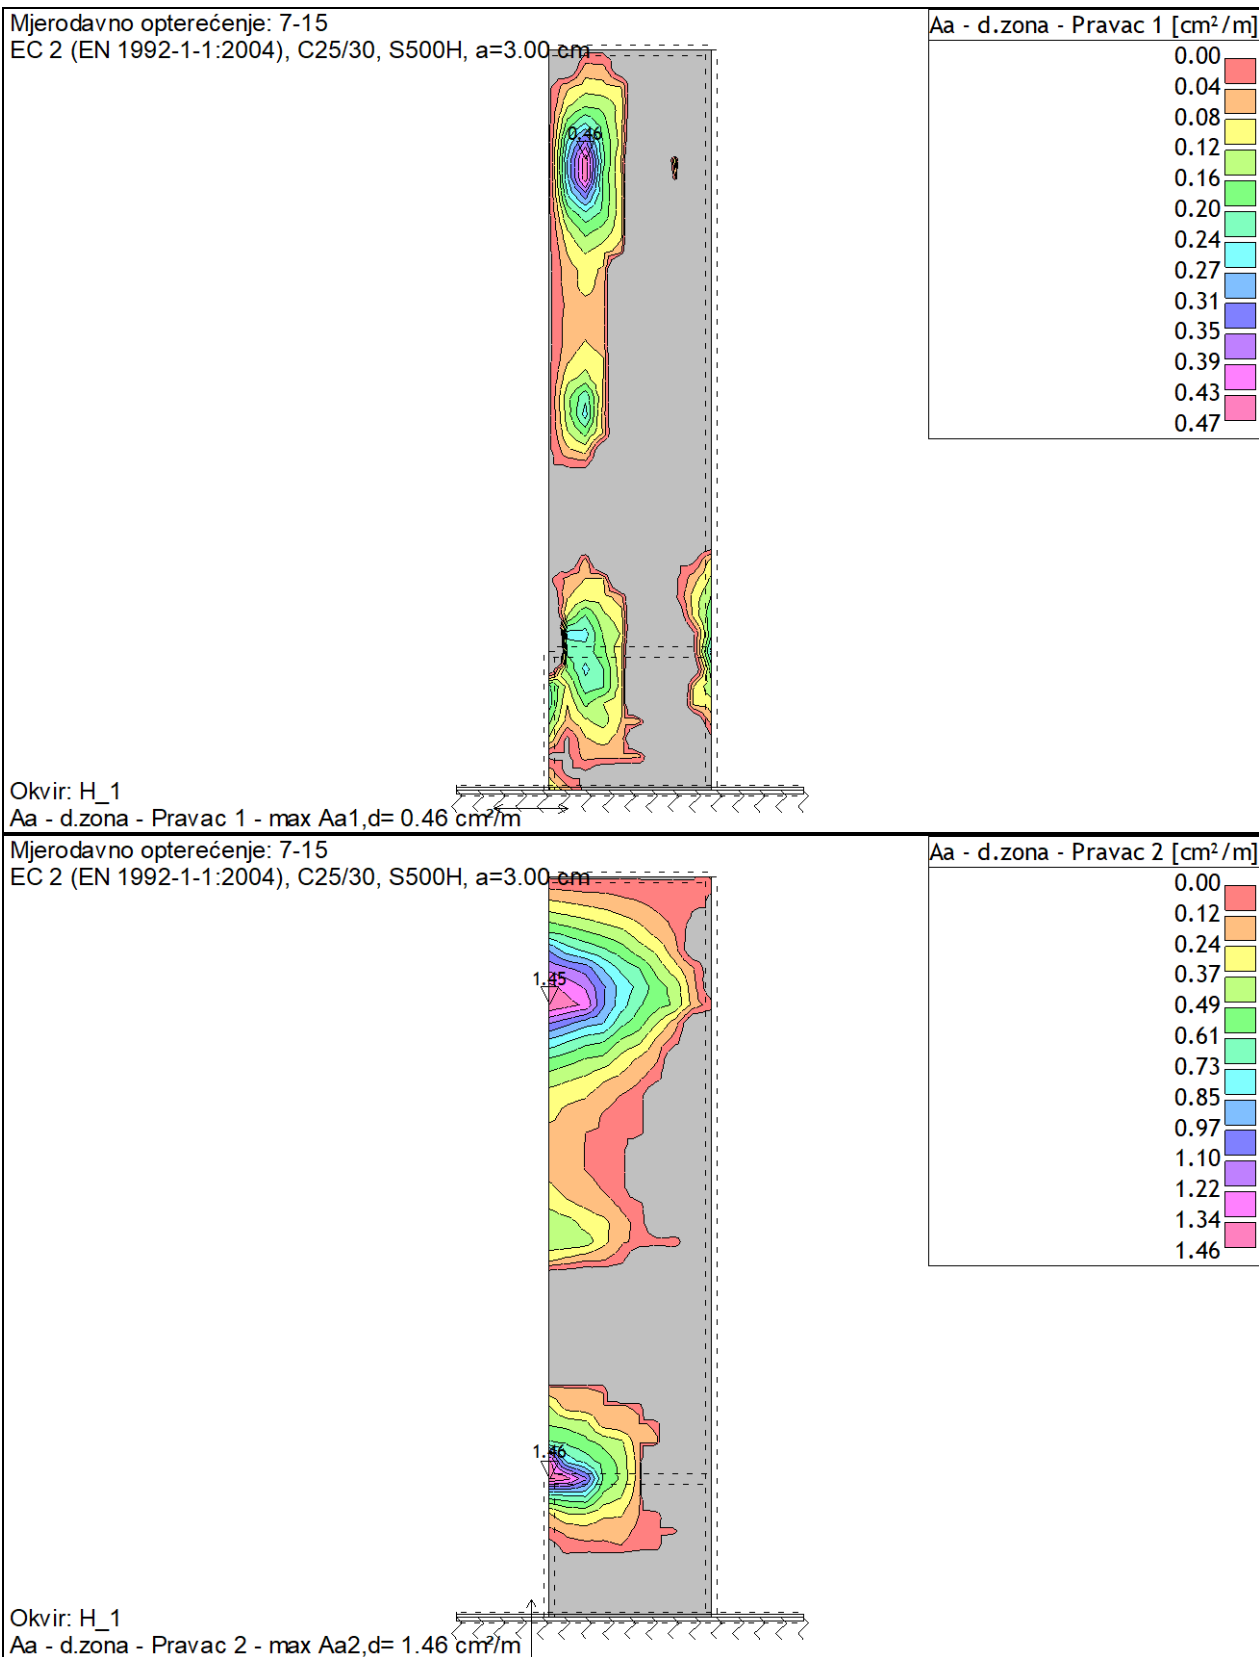 Mjerodavno opterećenje: 7-15
EC 2 (EN 1992-1-1:2004), C25/30, S500H, a=3.00 cm
Aa - d.zona - Pravac 1 [cm²/m]
0.00
0.04
0.08
0.12
0.16
0.20
0.24
0.27
0.31
0.35
0.39
0.43
0.47
0.46
Okvir: H_1
Aa - d.zona - Pravac 1 - max Aa1,d= 0.46 cm²/m
Mjerodavno opterećenje: 7-15
EC 2 (EN 1992-1-1:2004), C25/30, S500H, a=3.00 cm
Aa - d.zona - Pravac 2 [cm²/m]
0.00
0.12
0.24
0.37
0.49
0.61
0.73
0.85
0.97
1.10
1.22
1.34
1.46
1.45
1.46
Okvir: H_1
Aa - d.zona - Pravac 2 - max Aa2,d= 1.46 cm²/m